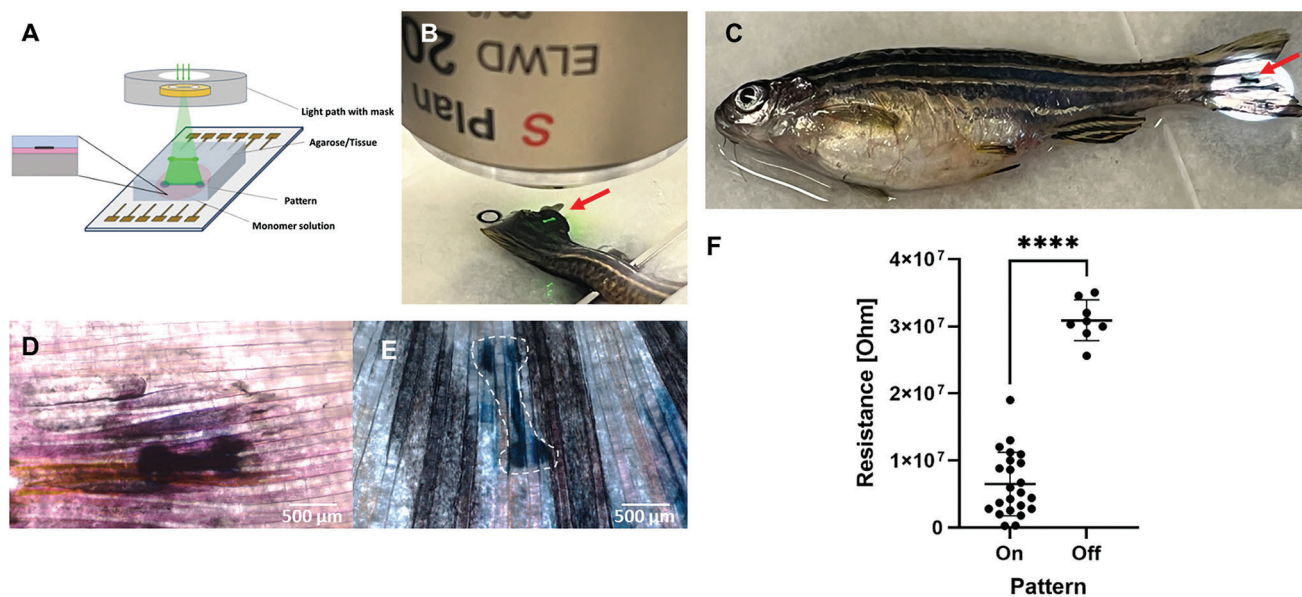 A
Light path with mask
Agarose/Tissue
Pattern
Monomer solution
B
ELWD 20
S Plan
C
D
500 µm
E
500 µm
F
****
4×10⁷
3×10⁷
2×10⁷
1×10⁷
0
Resistance [Ohm]
On
Off
Pattern